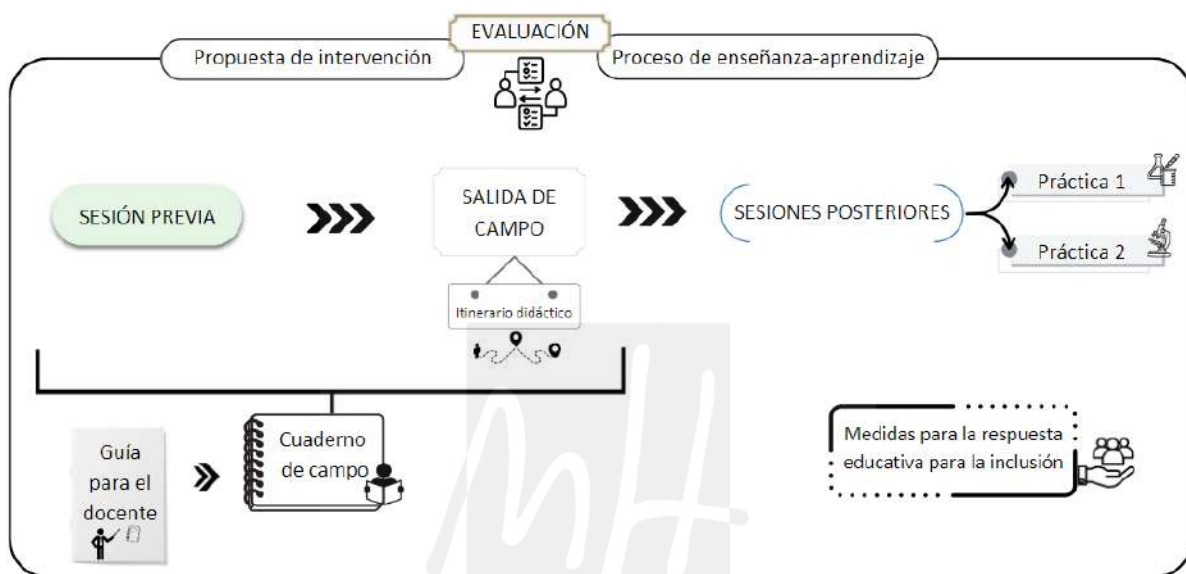 EVALUACIÓN
Propuesta de intervención
Proceso de enseñanza-aprendizaje
SESIÓN PREVIA
SALIDA DE
CAMPO
Itinerario didáctico
SESIONES POSTERIORES
Práctica 1
Práctica 2
Guía
para el
docente
Cuaderno
de campo
Medidas para la respuesta
educativa para la inclusión
MH